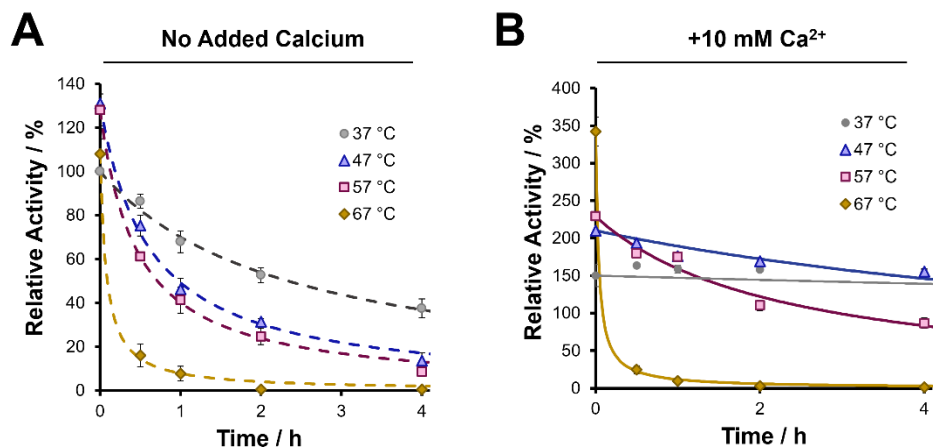 A
No Added Calcium
Relative Activity / %
140
120
100
80
60
40
20
0
37 °C
47 °C
57 °C
67 °C
0
1
2
3
4
Time / h
B
+10 mM Ca²⁺
Relative Activity / %
400
350
300
250
200
150
100
50
0
37 °C
47 °C
57 °C
67 °C
0
2
4
Time / h